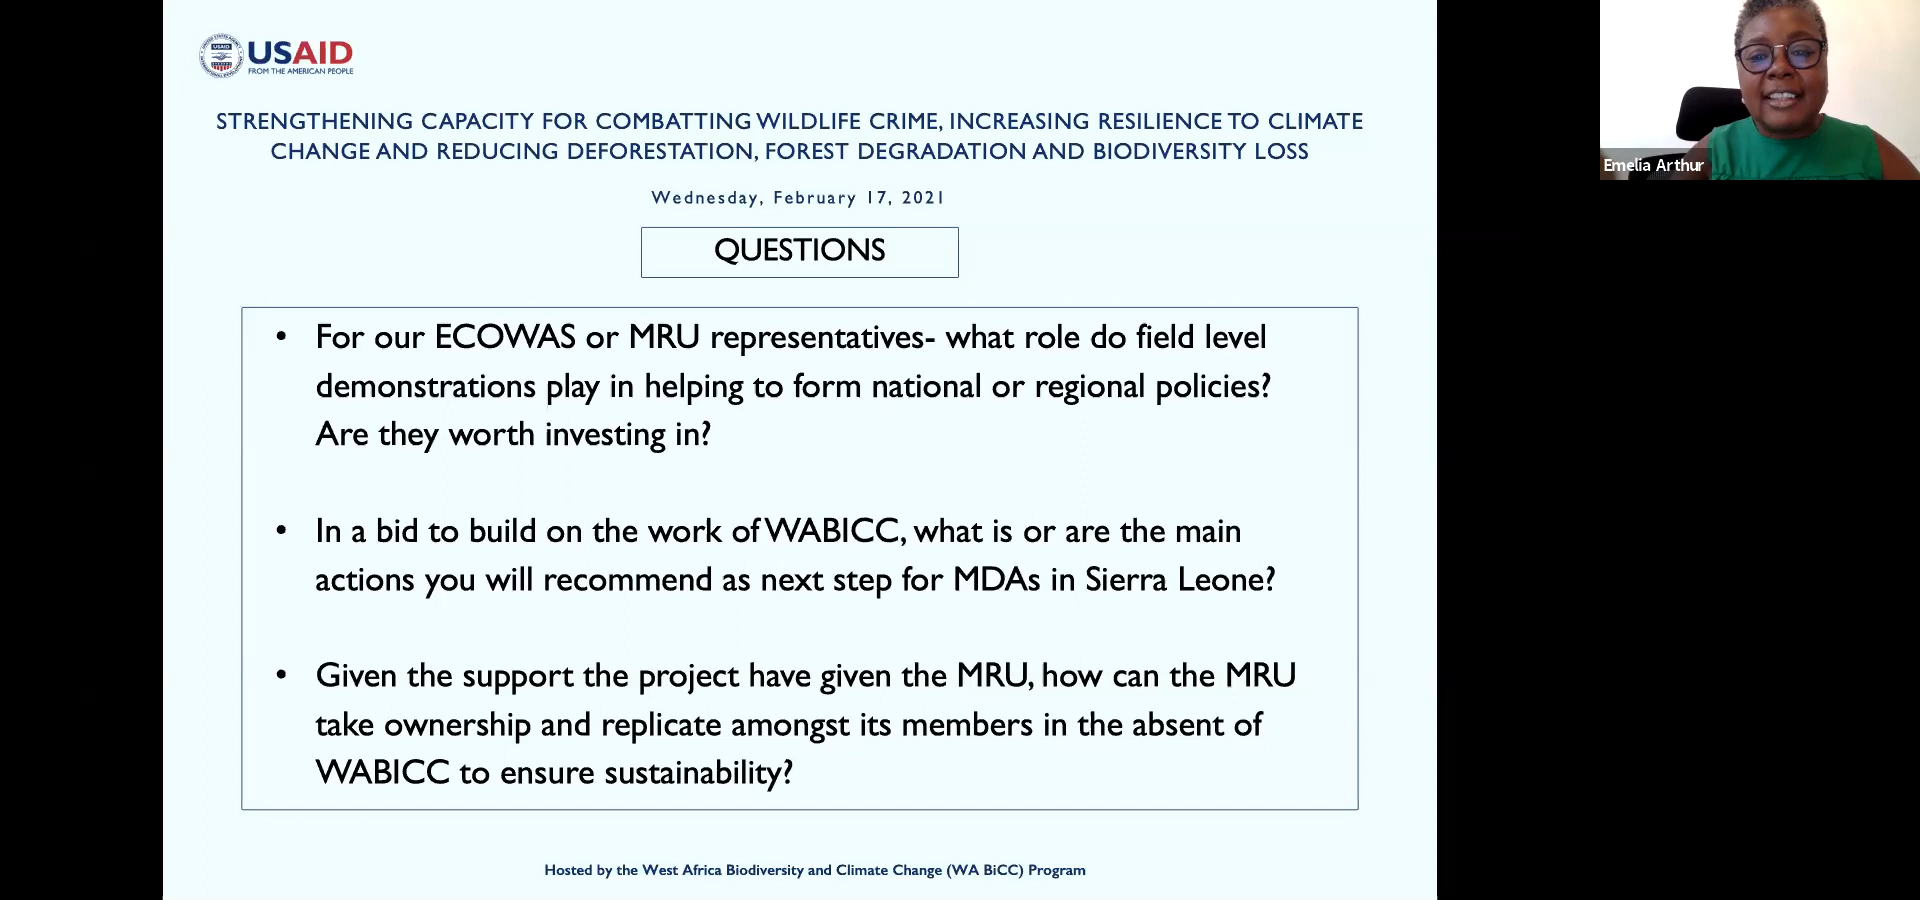 USAID
FROM THE AMERICAN PEOPLE
STRENGTHENING CAPACITY FOR COMBATTING WILDLIFE CRIME, INCREASING RESILIENCE TO CLIMATE
CHANGE AND REDUCING DEFORESTATION, FOREST DEGRADATION AND BIODIVERSITY LOSS
Wednesday, February 17, 2021
QUESTIONS
• For our ECOWAS or MRU representatives- what role do field level
demonstrations play in helping to form national or regional policies?
Are they worth investing in?
• In a bid to build on the work of WABICC, what is or are the main
actions you will recommend as next step for MDAs in Sierra Leone?
• Given the support the project have given the MRU, how can the MRU
take ownership and replicate amongst its members in the absent of
WABICC to ensure sustainability?
Hosted by the West Africa Biodiversity and Climate Change (WA BiCC) Program
Emelia Arthur